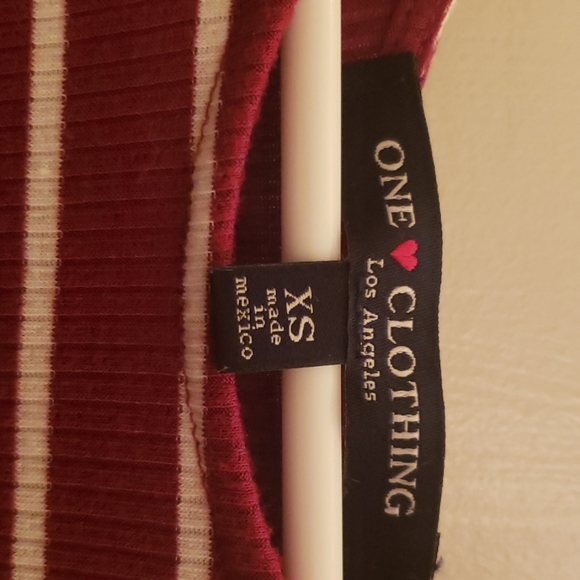 ONE ♥ CLOTHING
Los Angeles
XS
made
in
mexico